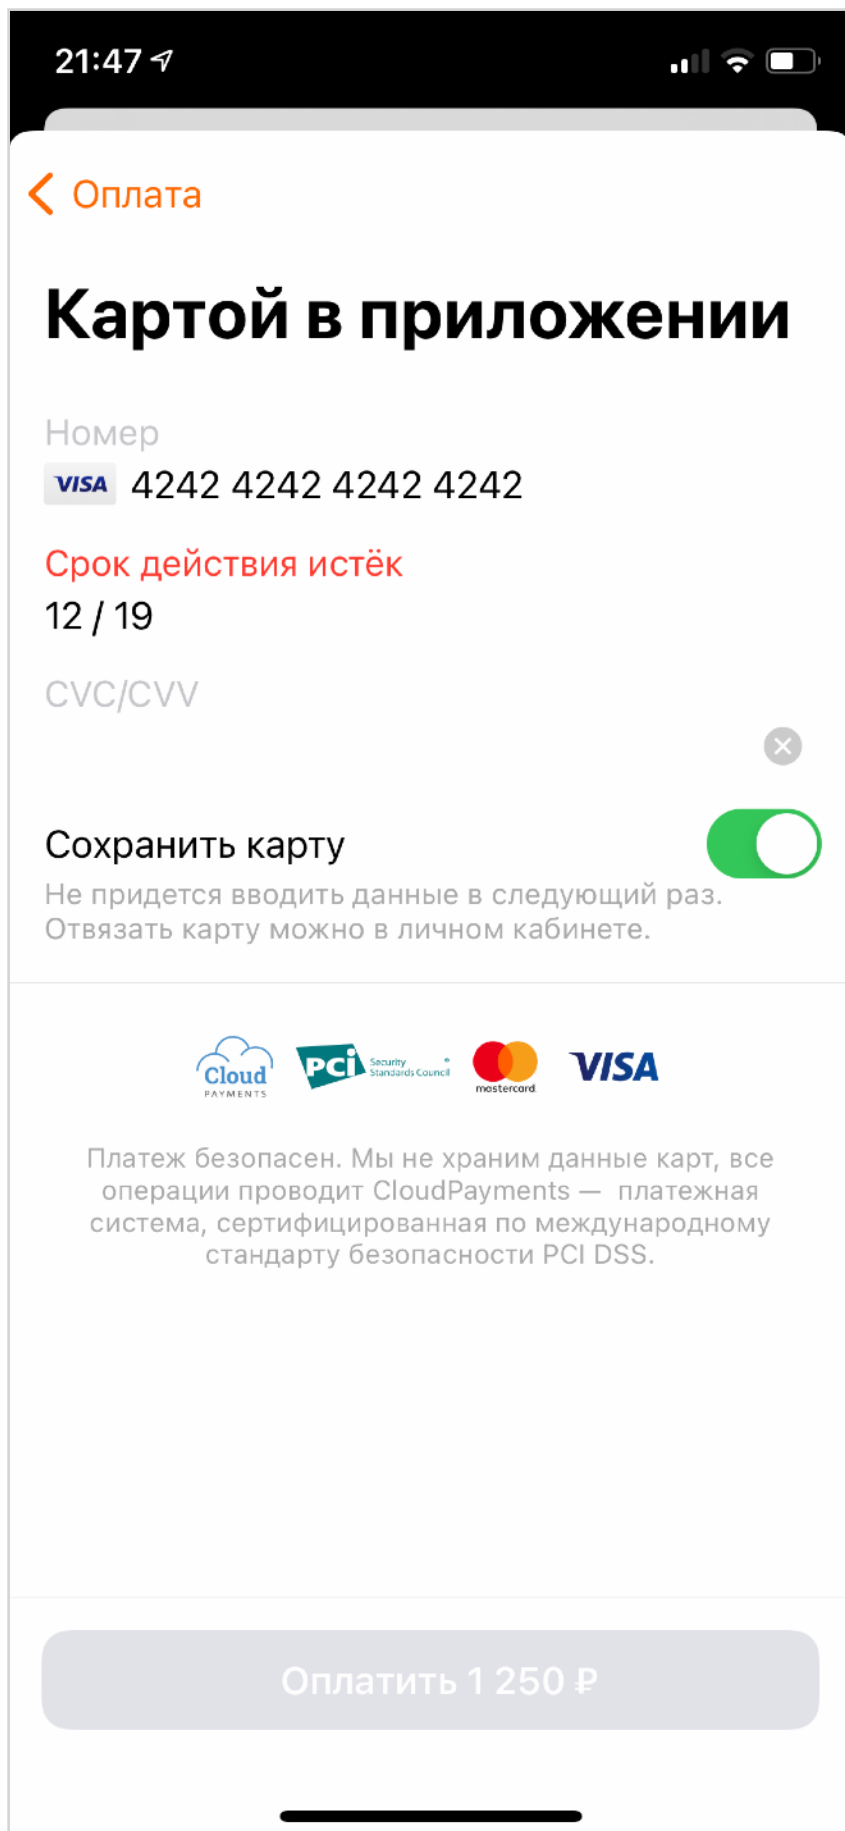 21:47
Оплата
Картой в приложении
Номер
VISA 4242 4242 4242 4242
Срок действия истёк
12 / 19
CVC/CVV
Сохранить карту
Не придется вводить данные в следующий раз.
Отвязать карту можно в личном кабинете.
Cloud
PAYMENTS
PCI
Security
Standards Council
mastercard.
VISA
Платеж безопасен. Мы не храним данные карт, все
операции проводит CloudPayments — платежная
система, сертифицированная по международному
стандарту безопасности PCI DSS.
Оплатить 1 250 ₽